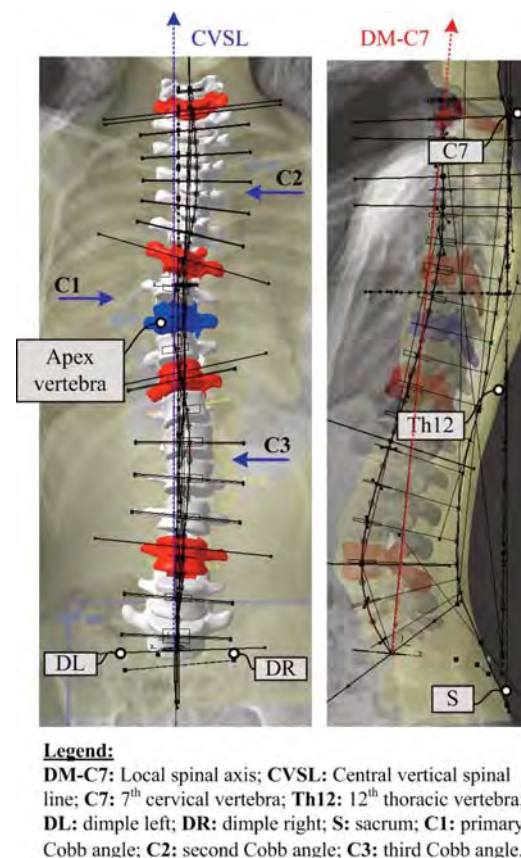 CVSL
DM-C7
C7
C2
C1
Apex
vertebra
Th12
C3
DL
DR
S
Legend:
DM-C7: Local spinal axis; CVSL: Central vertical spinal
line; C7: 7th cervical vertebra; Th12: 12th thoracic vertebra;
DL: dimple left; DR: dimple right; S: sacrum; C1: primary
Cobb angle; C2: second Cobb angle; C3: third Cobb angle